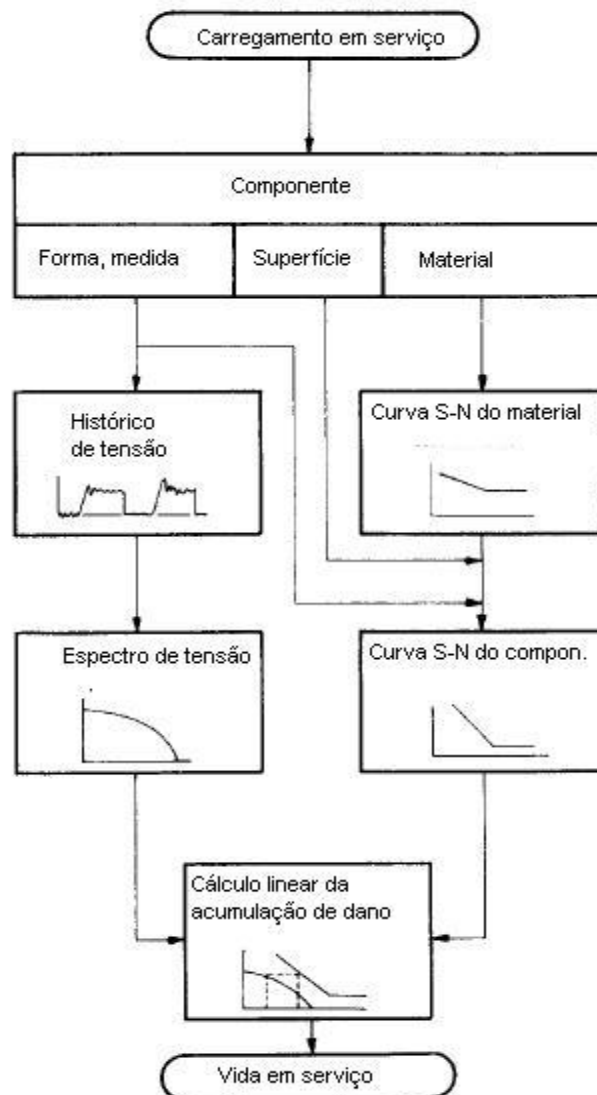 Carregamento em serviço
Componente
Forma, medida
Superfície
Material
Histórico
de tensão
Curva S-N do material
Espectro de tensão
Curva S-N do compon.
Cálculo linear da
acumulação de dano
Vida em serviço